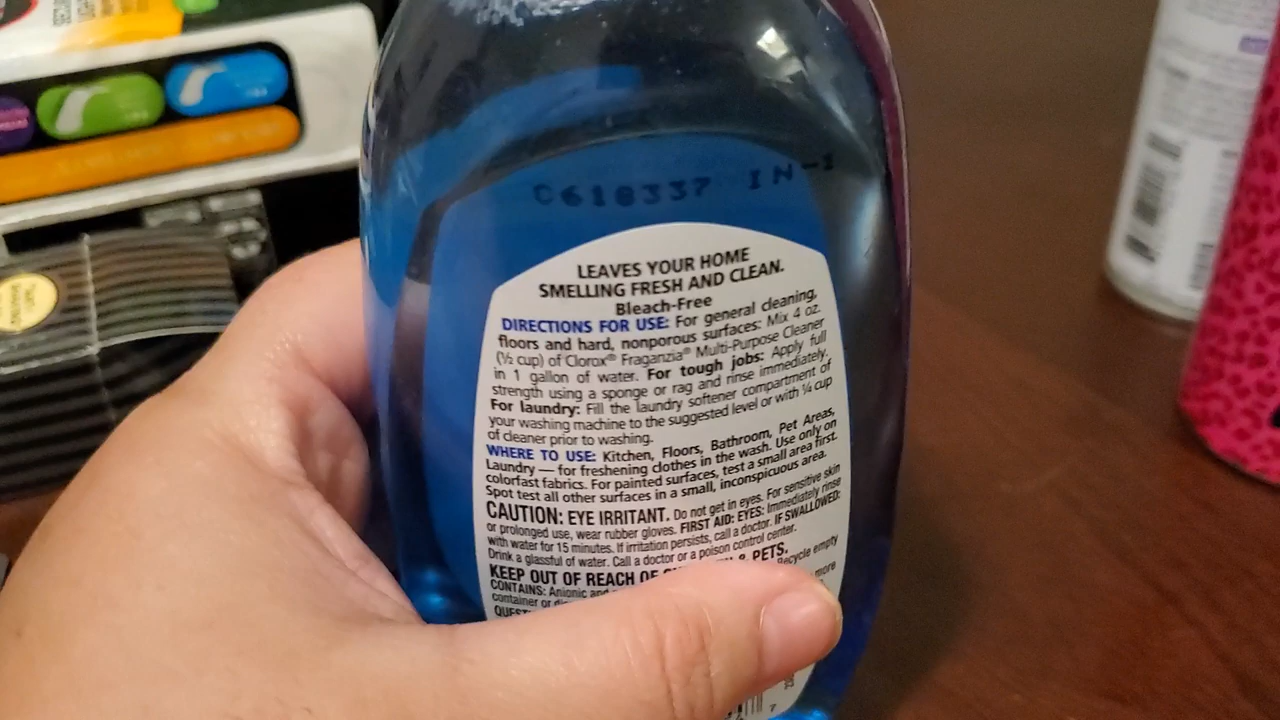 C618337 IN-1
LEAVES YOUR HOME
SMELLING FRESH AND CLEAN.
Bleach-Free
DIRECTIONS FOR USE: For general cleaning,
floors and hard, nonporous surfaces: Mix 4 oz.
(½ cup) of Clorox® Fraganzia® Multi-Purpose Cleaner
in 1 gallon of water. For tough jobs: Apply full
strength using a sponge or rag and rinse immediately.
For laundry: Fill the laundry softener compartment of
your washing machine to the suggested level or with ¼ cup
of cleaner prior to washing.
WHERE TO USE: Kitchen, Floors, Bathroom, Pet Areas,
Laundry — for freshening clothes in the wash. Use only on
colorfast fabrics. For painted surfaces, test a small area first.
Spot test all other surfaces in a small, inconspicuous area.
CAUTION: EYE IRRITANT. Do not get in eyes. For sensitive skin
or prolonged use, wear rubber gloves. FIRST AID: EYES: Immediately rinse
with water for 15 minutes. If irritation persists, call a doctor. IF SWALLOWED:
Drink a glassful of water. Call a doctor or a poison control center.
KEEP OUT OF REACH OF & PETS.
CONTAINS: Anionic and Recycle empty
container or more